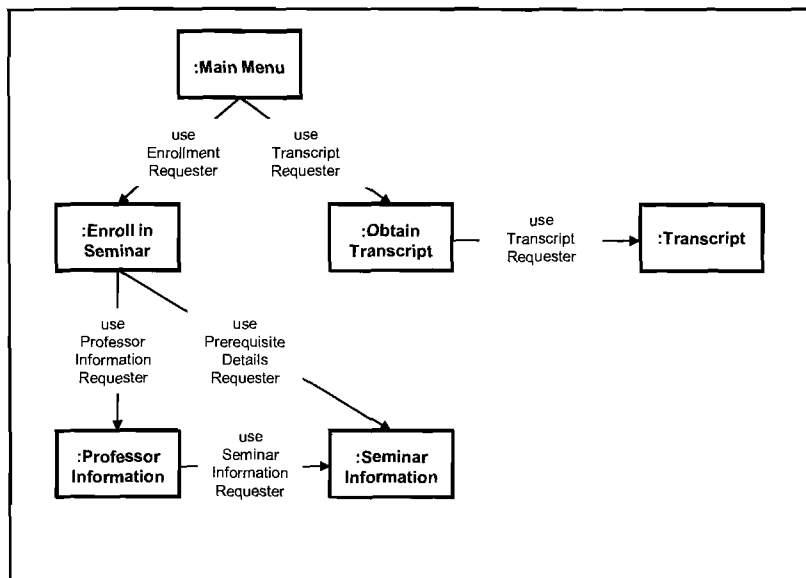 :Main Menu
use
Enrollment
Requester
use
Transcript
Requester
:Enroll in
Seminar
:Obtain
Transcript
use
Transcript
Requester
:Transcript
use
Professor
Information
Requester
use
Prerequisite
Details
Requester
:Professor
Information
use
Seminar
Information
Requester
:Seminar
Information